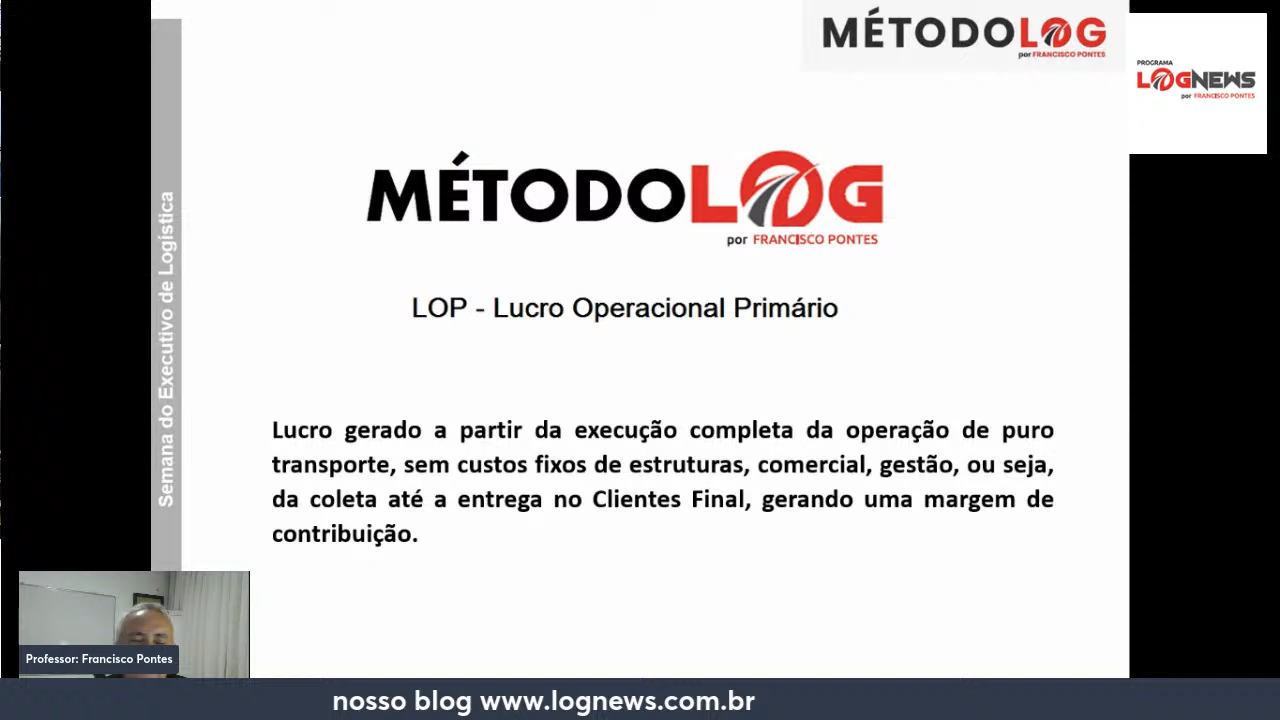 MÉTODOLOG
por FRANCISCO PONTES
PROGRAMA
LOGNEWS
por FRANCISCO PONTES
Semana do Executivo de Logística
MÉTODOLOG
por FRANCISCO PONTES
LOP - Lucro Operacional Primário
Lucro gerado a partir da execução completa da operação de puro
transporte, sem custos fixos de estruturas, comercial, gestão, ou seja,
da coleta até a entrega no Clientes Final, gerando uma margem de
contribuição.
Professor: Francisco Pontes
nosso blog www.lognews.com.br